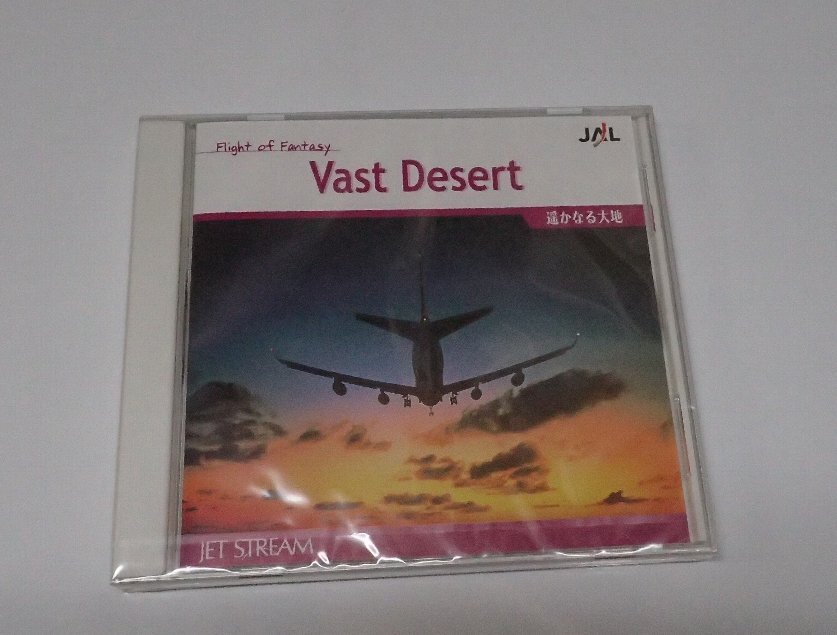 JAL
Flight of Fantasy
Vast Desert
遥かなる大地
JET STREAM